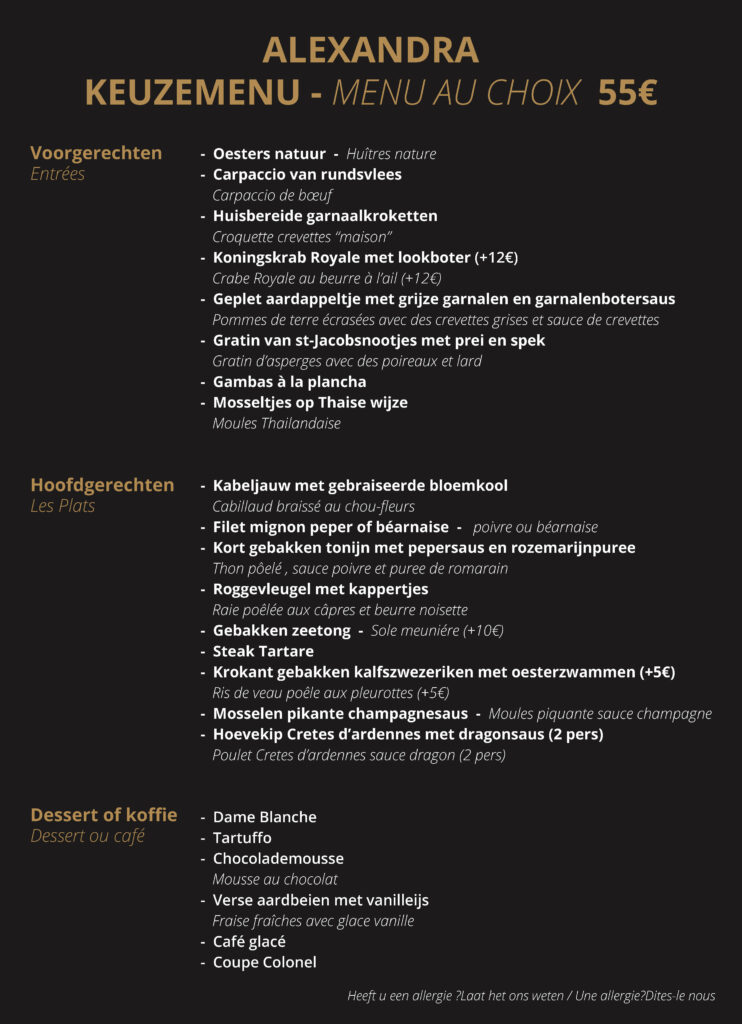 ALEXANDRA
KEUZEMENU - MENU AU CHOIX 55€
Voorgerechten
Entrées
- Oesters natuur - Huîtres nature
- Carpaccio van rundsvlees
Carpaccio de bœuf
- Huisbereide garnaalkroketten
Croquette crevettes “maison”
- Koningskrab Royale met lookboter (+12€)
Crabe Royale au beurre à l’ail (+12€)
- Geplet aardappeltje met grijze garnalen en garnalenbotersaus
Pommes de terre écrasées avec des crevettes grises et sauce de crevettes
- Gratin van st-Jacobsnootjes met prei en spek
Gratin d’asperges avec des poireaux et lard
- Gambas à la plancha
- Mosseltjes op Thaise wijze
Moules Thailandaise
Hoofdgerechten
Les Plats
- Kabeljauw met gebraiseerde bloemkool
Cabillaud braissé au chou-fleurs
- Filet mignon peper of béarnaise - poivre ou béarnaise
- Kort gebakken tonijn met pepersaus en rozemarijnpuree
Thon pôelé , sauce poivre et puree de romarain
- Roggevleugel met kappertjes
Raie poêlée aux câpres et beurre noisette
- Gebakken zeetong - Sole meuniére (+10€)
- Steak Tartare
- Krokant gebakken kalfszwezeriken met oesterzwammen (+5€)
Ris de veau poêle aux pleurottes (+5€)
- Mosselen pikante champagnesaus - Moules piquante sauce champagne
- Hoevekip Cretes d’ardennes met dragonsaus (2 pers)
Poulet Cretes d’ardennes sauce dragon (2 pers)
Dessert of koffie
Dessert ou café
- Dame Blanche
- Tartuffo
- Chocolademousse
Mousse au chocolat
- Verse aardbeien met vanilleijs
Fraise fraîches avec glace vanille
- Café glacé
- Coupe Colonel
Heeft u een allergie ?Laat het ons weten / Une allergie?Dites-le nous